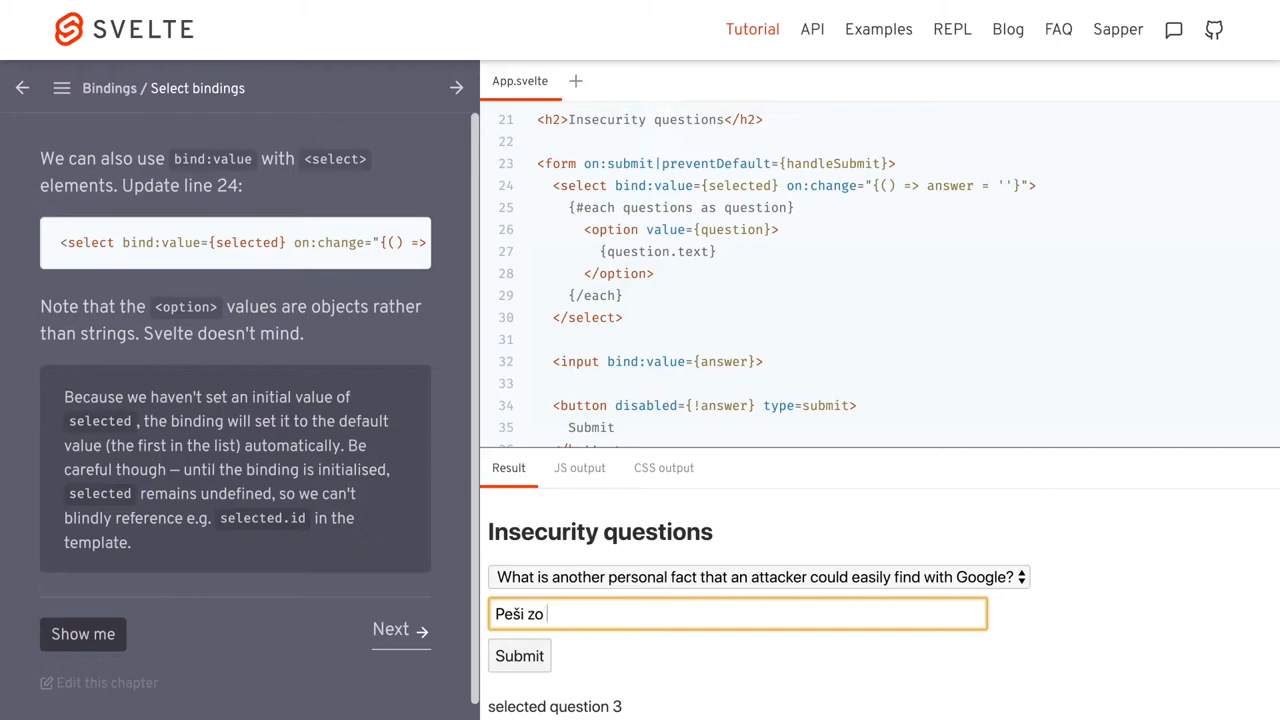 SVELTE
Tutorial API Examples REPL Blog FAQ Sapper
Bindings / Select bindings
We can also use bind:value with <select>
elements. Update line 24:
<select bind:value={selected} on:change="{() =>
Note that the <option> values are objects rather
than strings. Svelte doesn't mind.
Because we haven't set an initial value of
selected , the binding will set it to the default
value (the first in the list) automatically. Be
careful though — until the binding is initialised,
selected remains undefined, so we can't
blindly reference e.g. selected.id in the
template.
Show me
Next
Edit this chapter
App.svelte
21 <h2>Insecurity questions</h2>
22
23 <form on:submit|preventDefault={handleSubmit}>
24 <select bind:value={selected} on:change="{() => answer = ''}">
25 {#each questions as question}
26 <option value={question}>
27 {question.text}
28 </option>
29 {/each}
30 </select>
31
32 <input bind:value={answer}>
33
34 <button disabled={!answer} type=submit>
35 Submit
Result JS output CSS output
Insecurity questions
What is another personal fact that an attacker could easily find with Google?
Peši zo
Submit
selected question 3